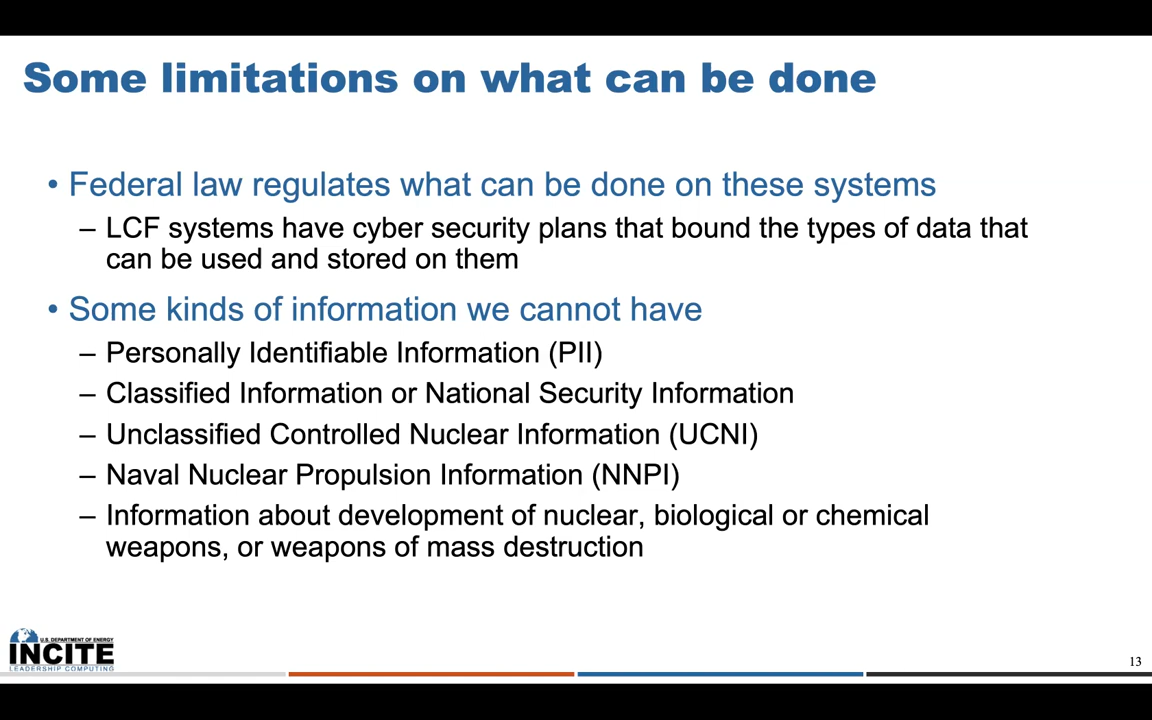 Some limitations on what can be done
• Federal law regulates what can be done on these systems
– LCF systems have cyber security plans that bound the types of data that
can be used and stored on them
• Some kinds of information we cannot have
– Personally Identifiable Information (PII)
– Classified Information or National Security Information
– Unclassified Controlled Nuclear Information (UCNI)
– Naval Nuclear Propulsion Information (NNPI)
– Information about development of nuclear, biological or chemical
weapons, or weapons of mass destruction
U.S. DEPARTMENT OF ENERGY
INCITE
LEADERSHIP COMPUTING
13